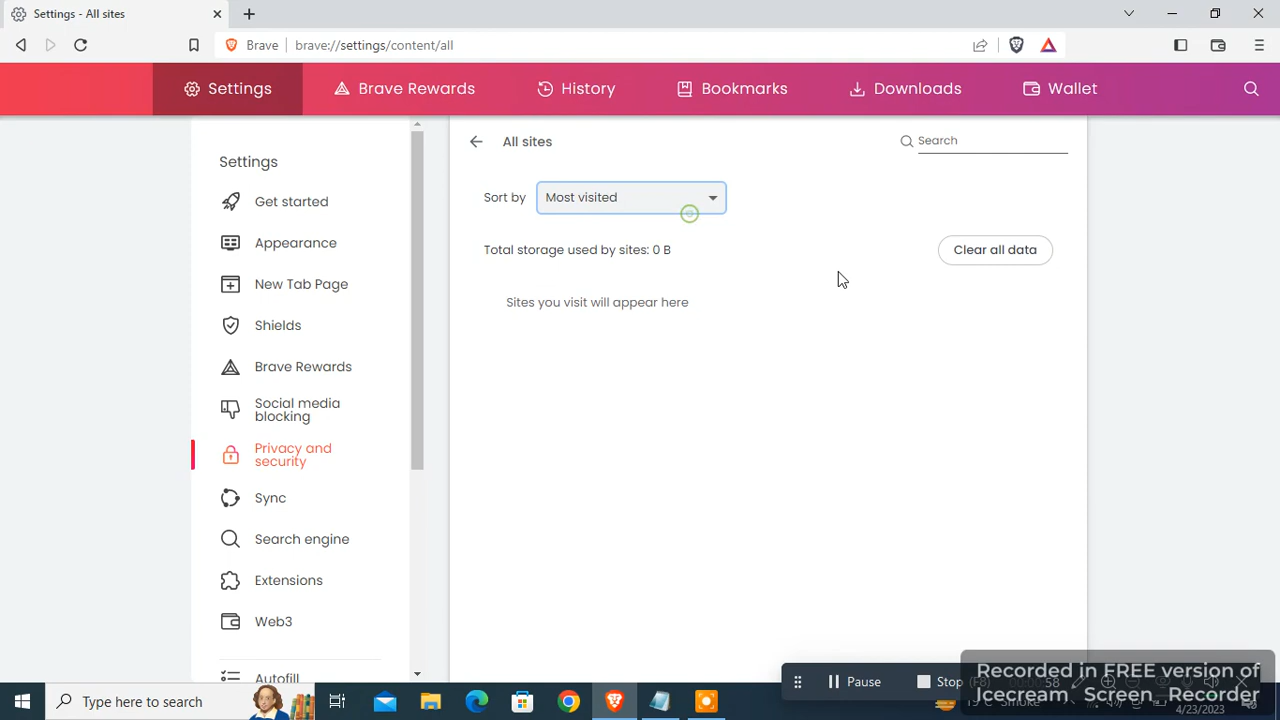 Settings - All sites
Brave
brave://settings/content/all
Settings
Brave Rewards
History
Bookmarks
Downloads
Wallet
Settings
Get started
Appearance
New Tab Page
Shields
Brave Rewards
Social media
blocking
Privacy and
security
Sync
Search engine
Extensions
Web3
Autofill
All sites
Search
Sort by
Most visited
Total storage used by sites: 0 B
Clear all data
Sites you visit will appear here
Pause
Stop
Recorded in FREE version of
Icecream Screen Recorder
Type here to search
Smoke
4/23/2023